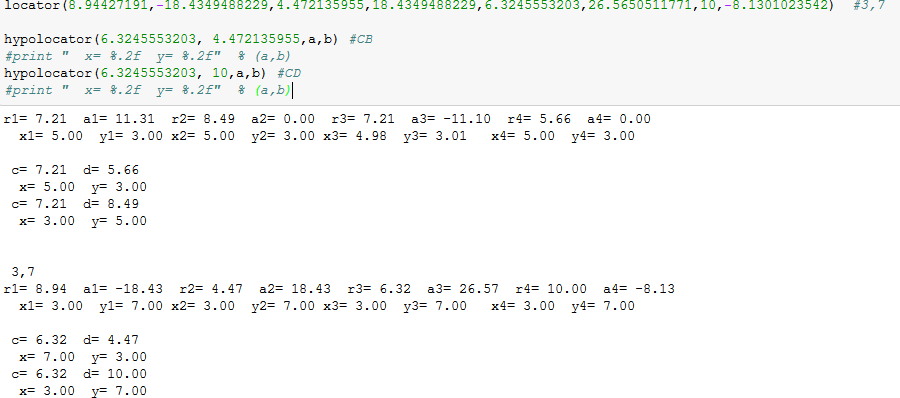 locator(8.94427191,-18.4349488229,4.472135955,18.4349488229,6.3245553203,26.5650511771,10,-8.1301023542)  #3,7
hypolocator(6.3245553203, 4.472135955,a,b) #CB
#print "  x= %.2f  y= %.2f"  % (a,b)
hypolocator(6.3245553203, 10,a,b) #CD
#print "  x= %.2f  y= %.2f"  % (a,b)
r1= 7.21  a1= 11.31  r2= 8.49  a2= 0.00  r3= 7.21  a3= -11.10  r4= 5.66  a4= 0.00
x1= 5.00  y1= 3.00 x2= 5.00  y2= 3.00 x3= 4.98  y3= 3.01   x4= 5.00  y4= 3.00
c= 7.21  d= 5.66
x= 5.00  y= 3.00
c= 7.21  d= 8.49
x= 3.00  y= 5.00
3,7
r1= 8.94  a1= -18.43  r2= 4.47  a2= 18.43  r3= 6.32  a3= 26.57  r4= 10.00  a4= -8.13
x1= 3.00  y1= 7.00 x2= 3.00  y2= 7.00 x3= 3.00  y3= 7.00   x4= 3.00  y4= 7.00
c= 6.32  d= 4.47
x= 7.00  y= 3.00
c= 6.32  d= 10.00
x= 3.00  y= 7.00